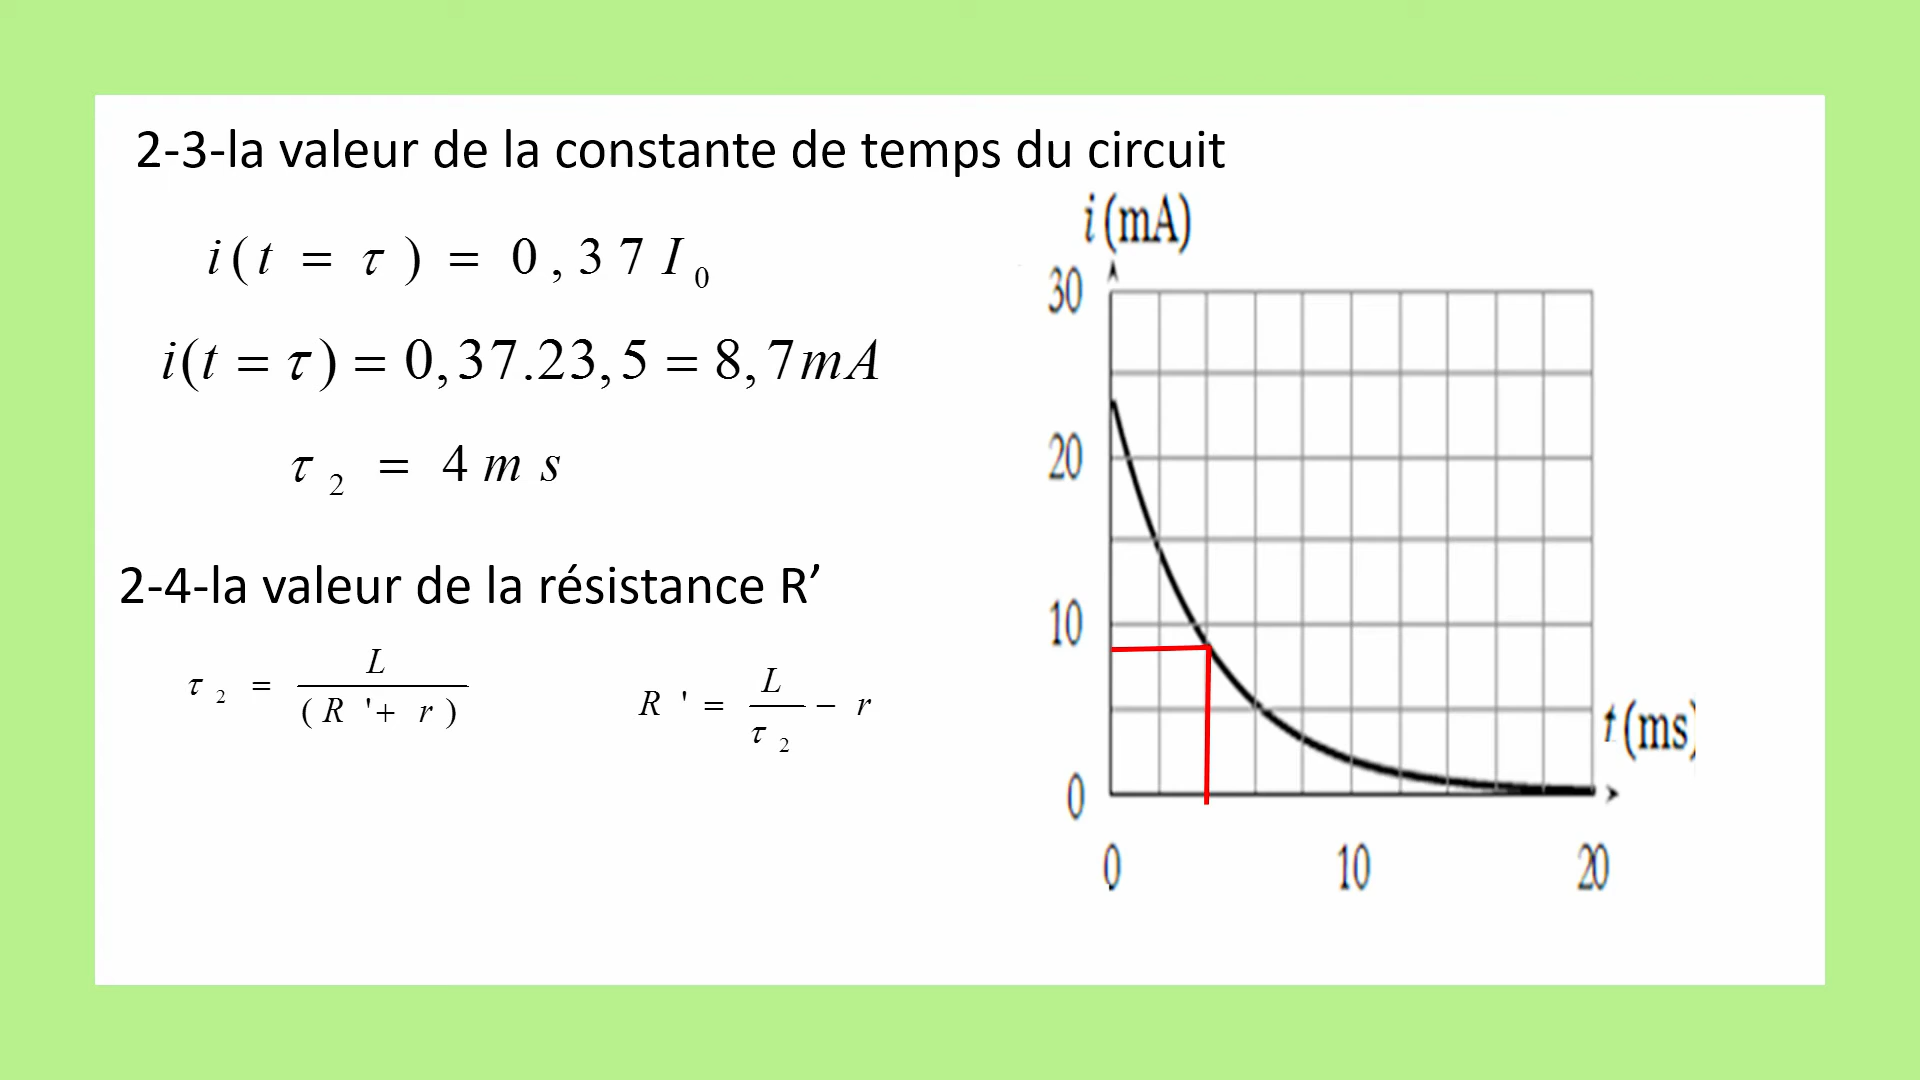 2-3-la valeur de la constante de temps du circuit
i(t = τ) = 0,37 I₀
i(t = τ) = 0,37.23,5 = 8,7mA
τ₂ = 4ms
2-4-la valeur de la résistance R’
τ₂ = L / (R'+ r)
R' = L / τ₂ − r
i (mA)
30
20
10
0
t (ms)
0 10 20